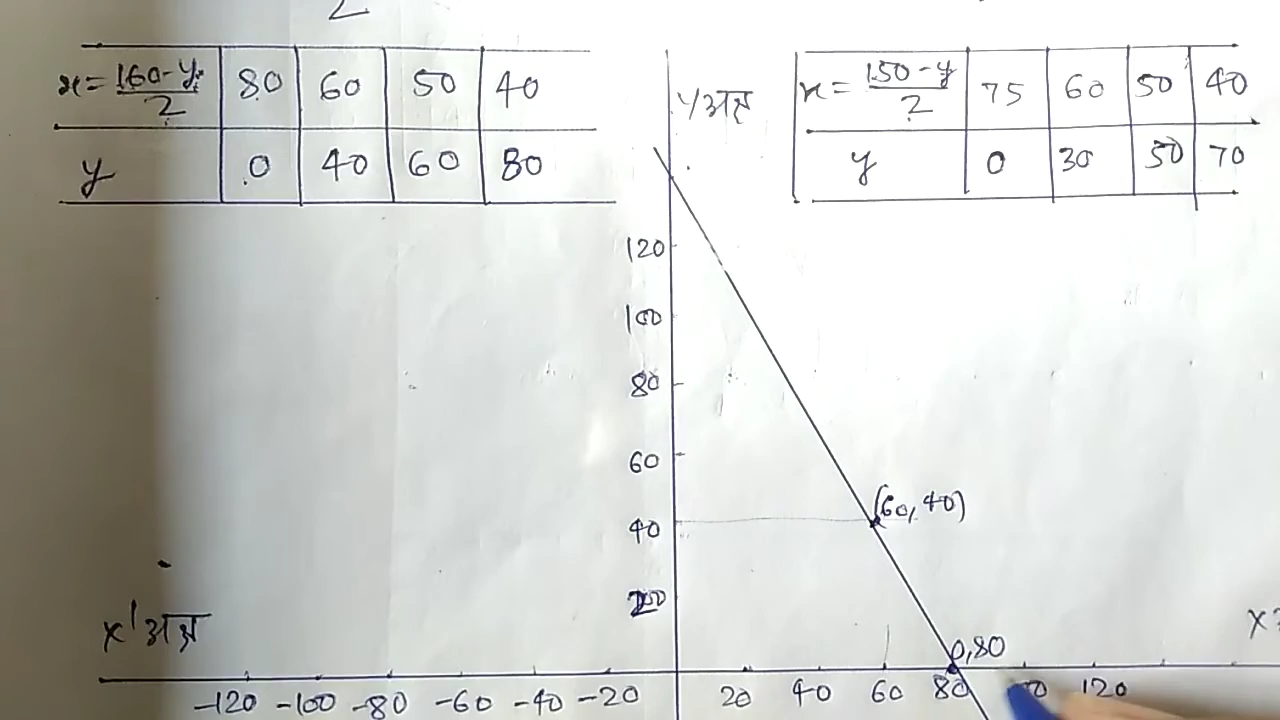 2
x = 160-y / 2 80 60 50 40
y 0 40 60 80
Y अक्ष
x = 150-y / 2 75 60 50 40
y 0 30 50 70
120
100
80
60
(60, 40)
40
20
X' अक्ष
0,80
X
-120 -100 -80 -60 -40 -20 20 40 60 80 120